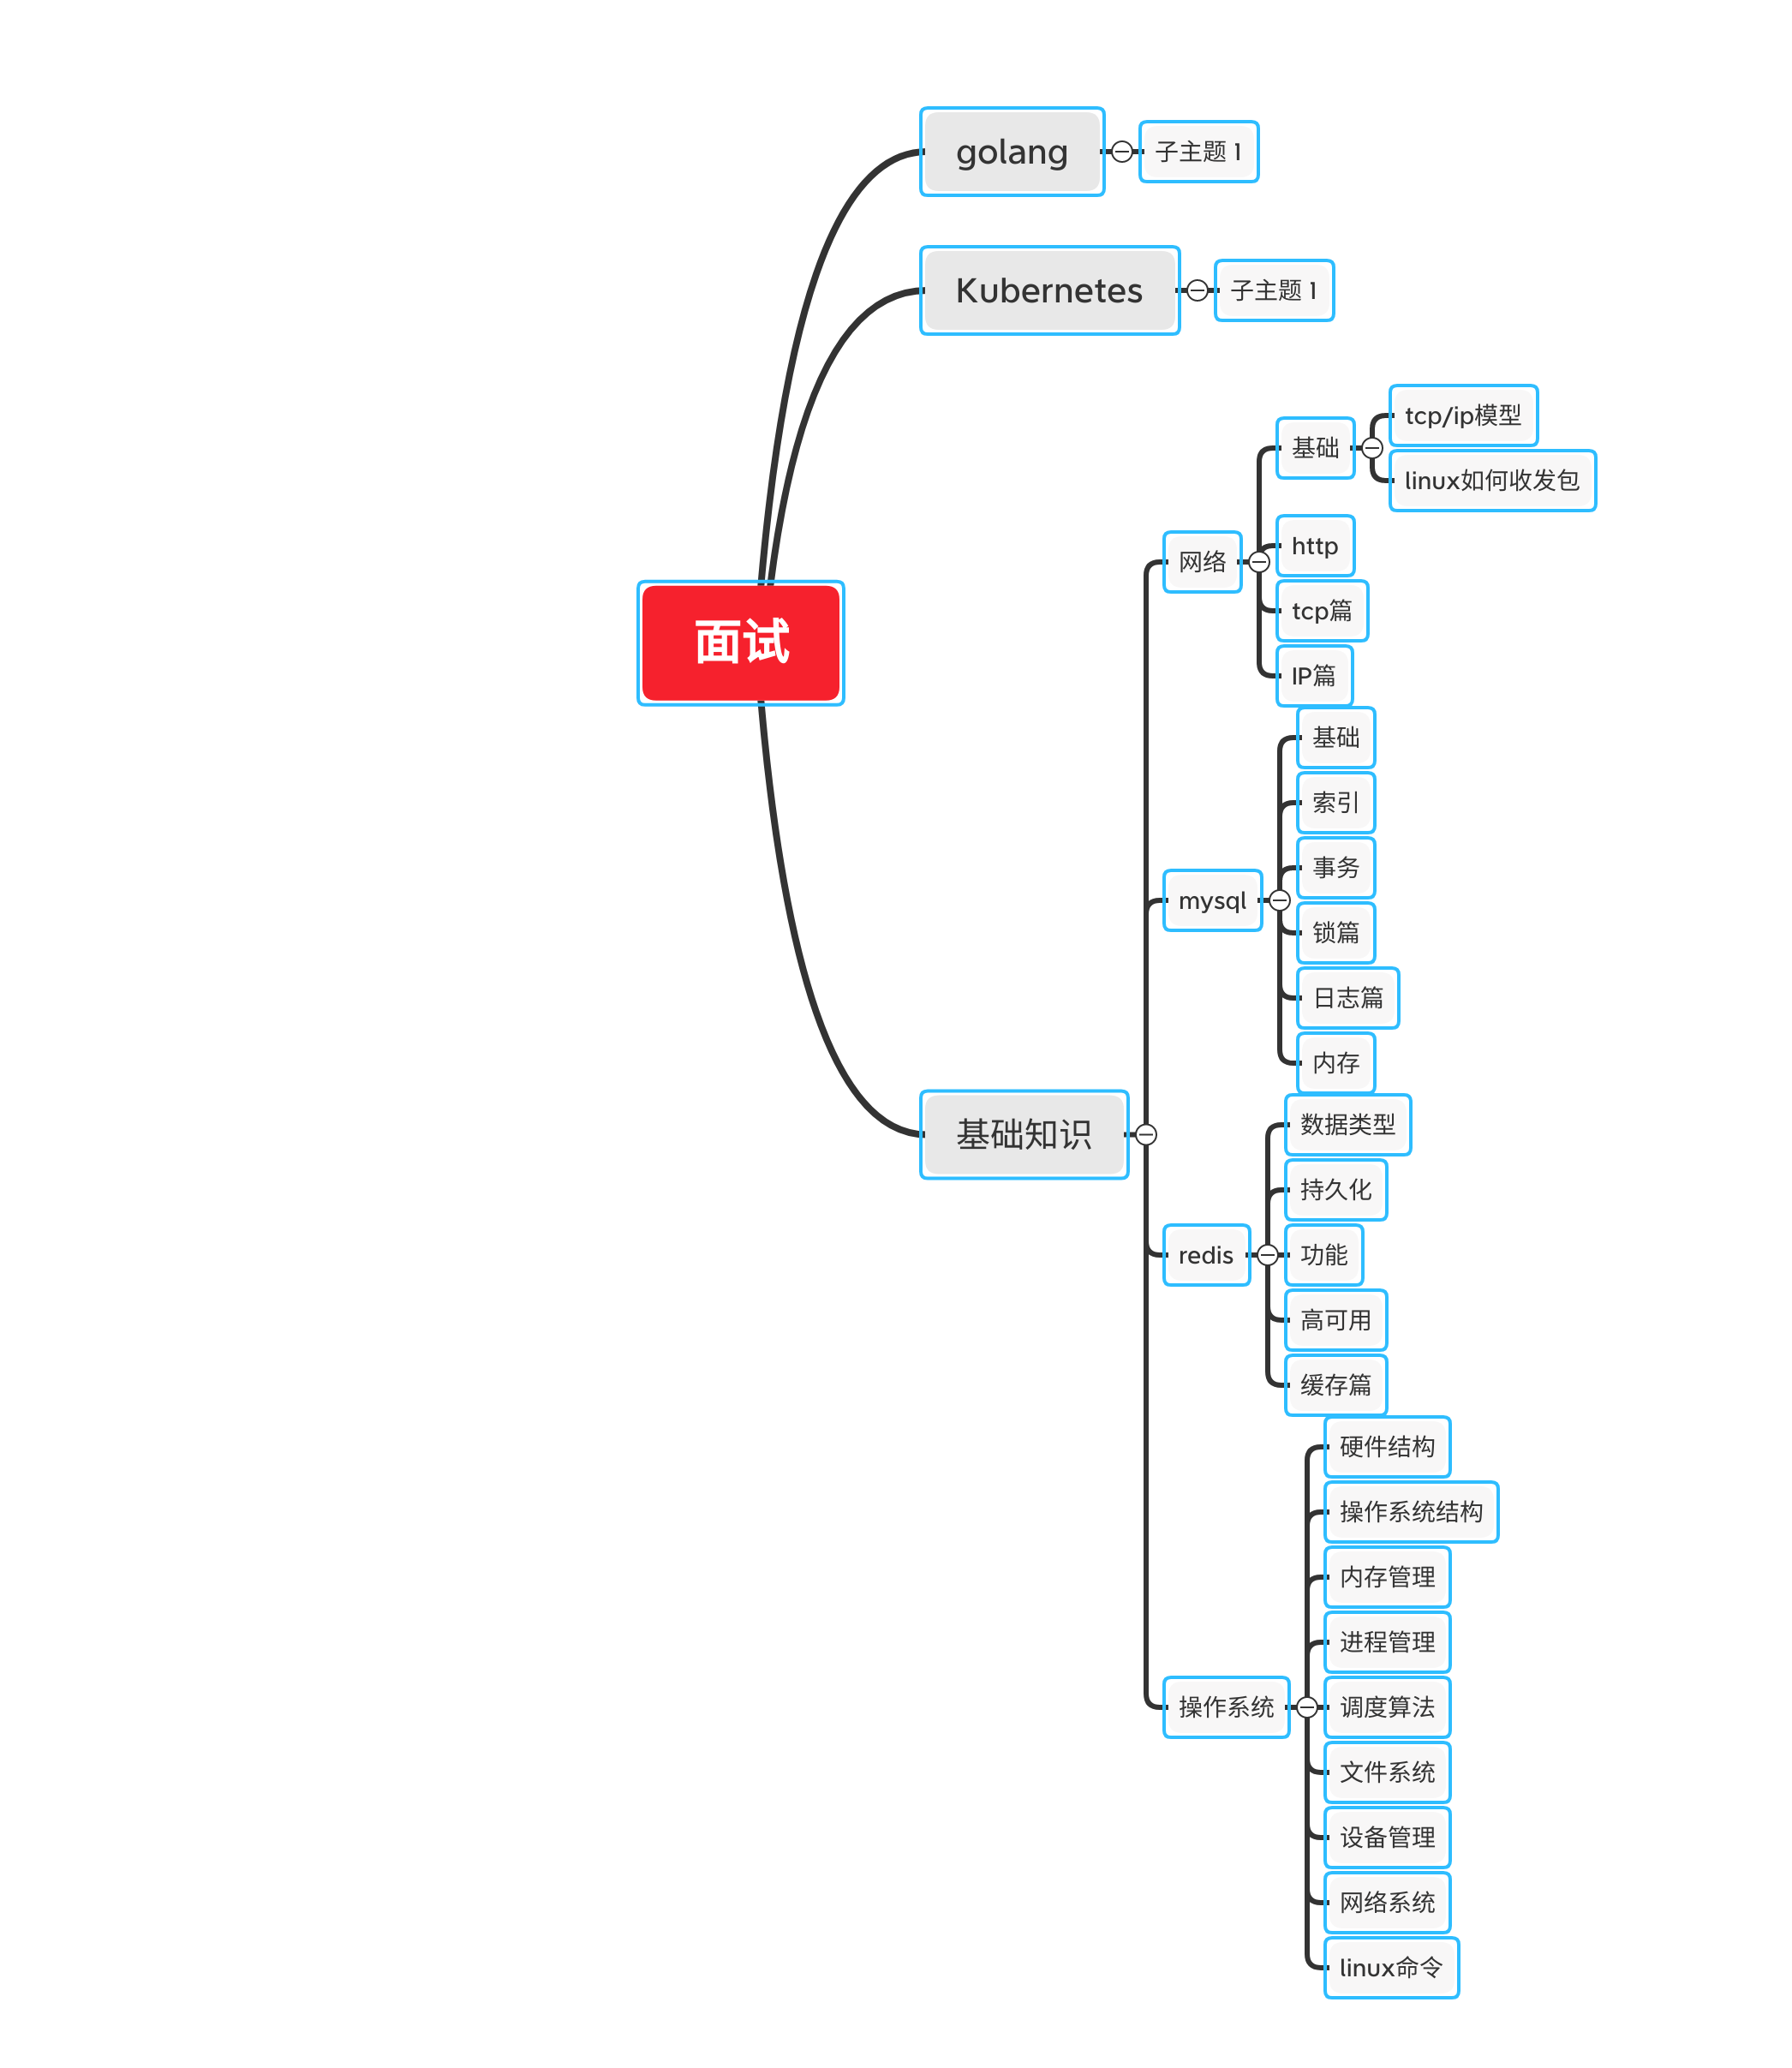 golang
子主题 1
Kubernetes
子主题 1
面试
基础知识
网络
基础
tcp/ip模型
linux如何收发包
http
tcp篇
IP篇
mysql
基础
索引
事务
锁篇
日志篇
内存
redis
数据类型
持久化
功能
高可用
缓存篇
操作系统
硬件结构
操作系统结构
内存管理
进程管理
调度算法
文件系统
设备管理
网络系统
linux命令